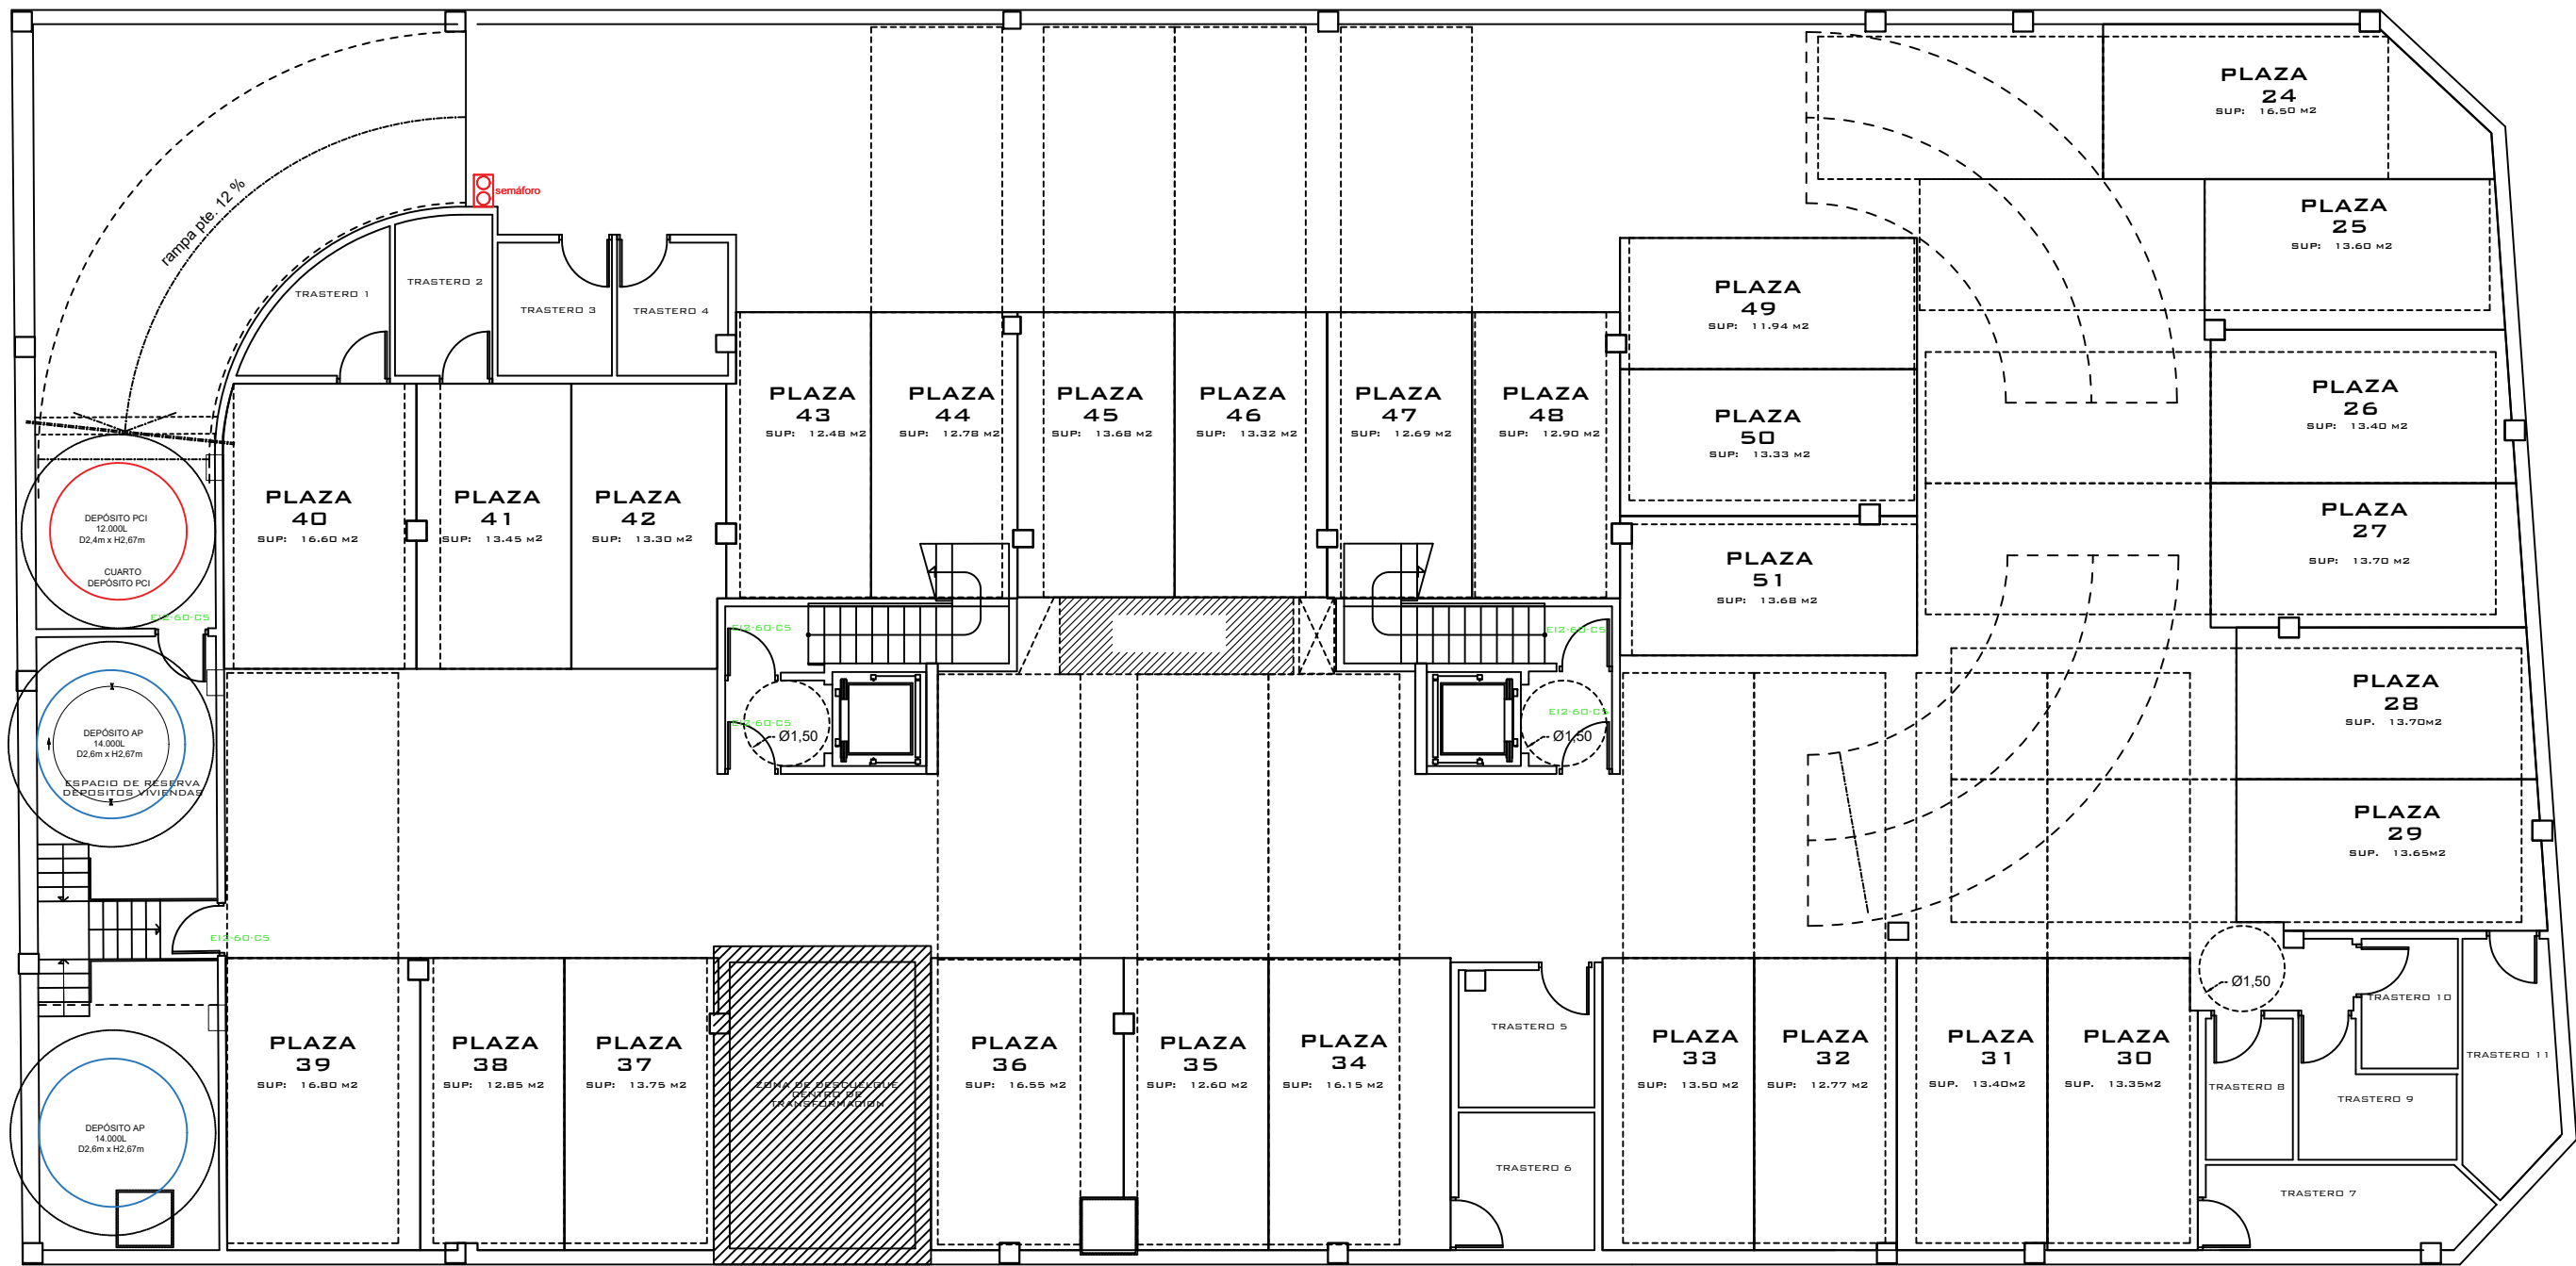 PLAZA
24
SUP: 16.50 M2
PLAZA
25
SUP: 13.60 M2
semáforo
rampa pte. 12 %
TRASTERO 1
TRASTERO 2
TRASTERO 3
TRASTERO 4
PLAZA
49
SUP: 11.94 M2
PLAZA
43
SUP: 12.48 M2
PLAZA
44
SUP: 12.78 M2
PLAZA
45
SUP: 13.68 M2
PLAZA
46
SUP: 13.32 M2
PLAZA
47
SUP: 12.69 M2
PLAZA
48
SUP: 12.90 M2
PLAZA
50
SUP: 13.33 M2
PLAZA
26
SUP: 13.40 M2
PLAZA
27
SUP: 13.70 M2
PLAZA
40
SUP: 16.60 M2
PLAZA
41
SUP: 13.45 M2
PLAZA
42
SUP: 13.30 M2
DEPÓSITO PCI
12.000L
D2,4m x H2,67m
CUARTO
DEPÓSITO PCI
PLAZA
51
SUP: 13.68 M2
EI2-60-C5
EI2-60-C5
EI2-60-C5
PLAZA
28
SUP. 13.70M2
EI2-60-C5
EI2-60-C5
Ø1,50
Ø1,50
DEPÓSITO AP
14.000L
D2,6m x H2,67m
ESPACIO DE RESERVA
DEPOSITOS VIVIENDAS
PLAZA
29
SUP. 13.65M2
EI2-60-C5
Ø1,50
TRASTERO 10
PLAZA
39
SUP: 16.80 M2
PLAZA
38
SUP: 12.85 M2
PLAZA
37
SUP: 13.75 M2
ZONA DE DESCUELGUE
CENTRO DE
TRANSFORMACION
PLAZA
36
SUP: 16.55 M2
PLAZA
35
SUP: 12.60 M2
PLAZA
34
SUP: 16.15 M2
TRASTERO 5
PLAZA
33
SUP: 13.50 M2
PLAZA
32
SUP: 12.77 M2
PLAZA
31
SUP. 13.40M2
PLAZA
30
SUP. 13.35M2
TRASTERO 11
TRASTERO 8
TRASTERO 9
DEPÓSITO AP
14.000L
D2,6m x H2,67m
TRASTERO 6
TRASTERO 7